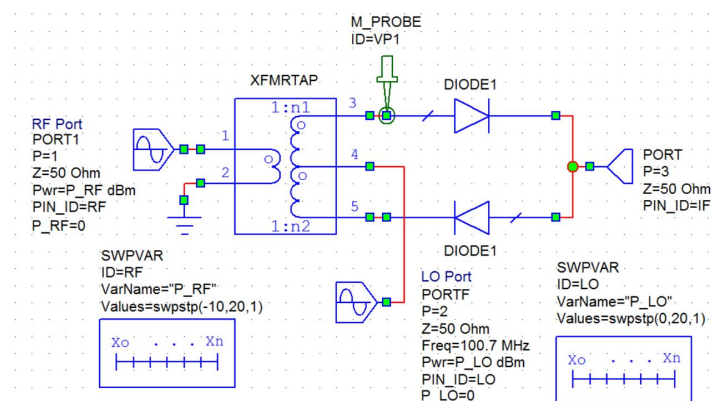 M_PROBE
ID=VP1
XFMRTAP
DIODE1
1:n1
3
RF Port
PORT1
P=1
Z=50 Ohm
Pwr=P_RF dBm
PIN_ID=RF
P_RF=0
1
2
4
5
1:n2
PORT
P=3
Z=50 Ohm
PIN_ID=IF
DIODE1
SWPVAR
ID=RF
VarName="P_RF"
Values=swpstp(-10,20,1)
Xo . . . Xn
LO Port
PORTF
P=2
Z=50 Ohm
Freq=100.7 MHz
Pwr=P_LO dBm
PIN_ID=LO
P_LO=0
SWPVAR
ID=LO
VarName="P_LO"
Values=swpstp(0,20,1)
Xo . . . Xn